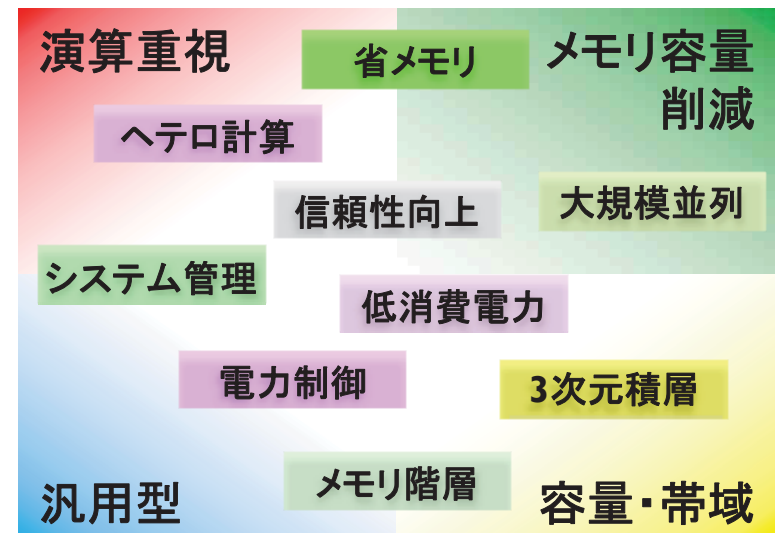 演算重視
省メモリ
メモリ容量
削減
ヘテロ計算
信頼性向上
大規模並列
システム管理
低消費電力
電力制御
3次元積層
メモリ階層
汎用型
容量・帯域